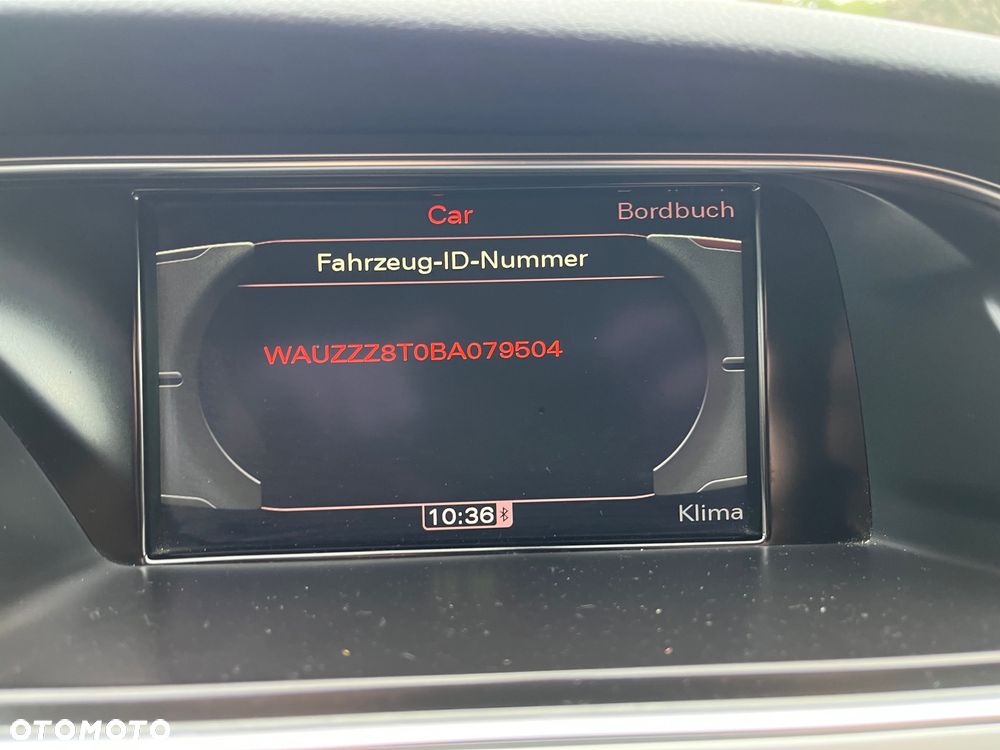 Car
Bordbuch
Fahrzeug-ID-Nummer
WAUZZZ8T0BA079504
10:36
Klima
OTOMOTO